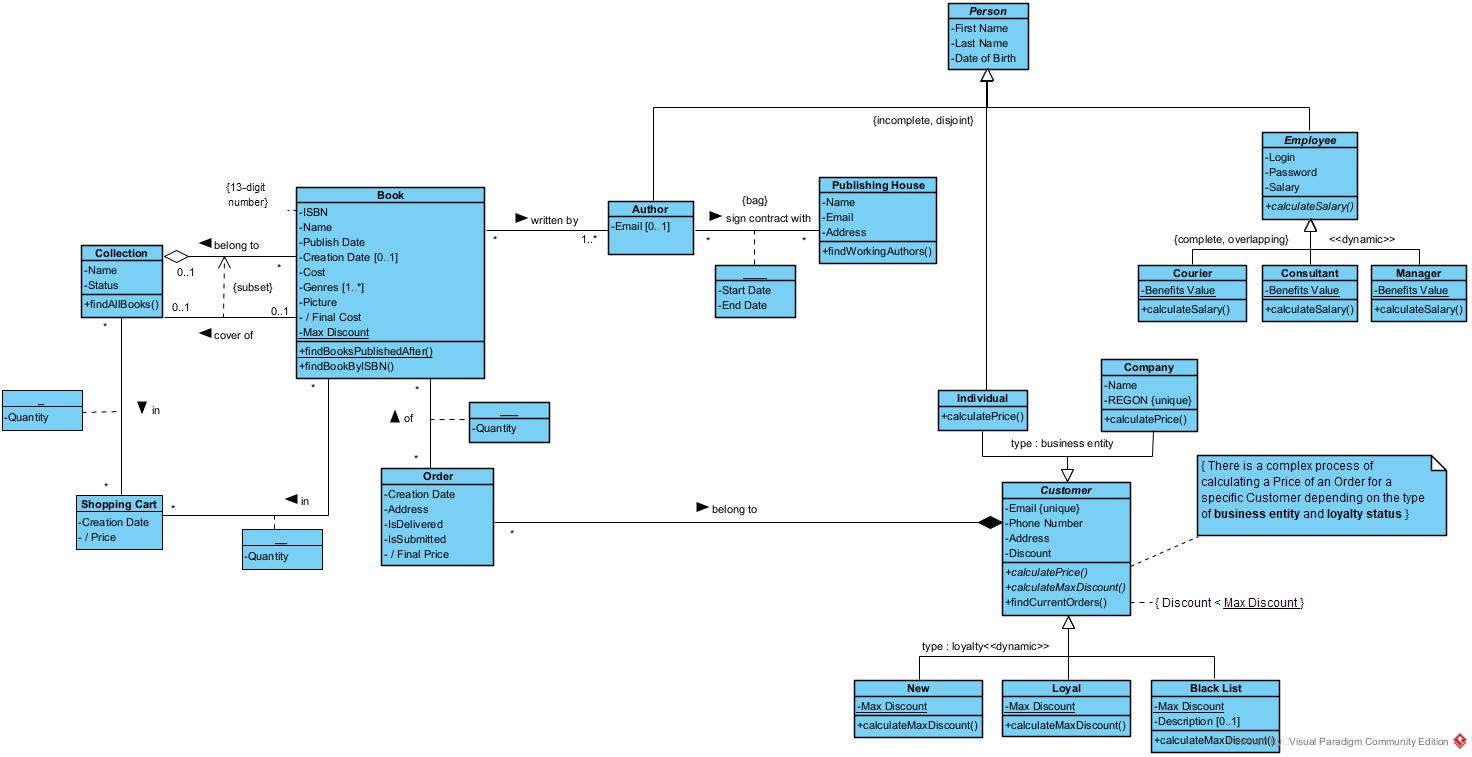 Person
-First Name
-Last Name
-Date of Birth
{incomplete, disjoint}
Employee
-Login
-Password
-Salary
+calculateSalary()
{complete, overlapping}
<<dynamic>>
Courier
-Benefits Value
+calculateSalary()
Consultant
-Benefits Value
+calculateSalary()
Manager
-Benefits Value
+calculateSalary()
{13-digit
number}
Book
-ISBN
-Name
-Publish Date
-Creation Date [0..1]
-Cost
-Genres [1..*]
-Picture
- / Final Cost
-Max Discount
+findBooksPublishedAfter()
+findBookByISBN()
written by
*
1..*
Author
-Email [0..1]
{bag}
sign contract with
*
*
-Start Date
-End Date
Publishing House
-Name
-Email
-Address
+findWorkingAuthors()
belong to
0..1
*
{subset}
0..1
0..1
cover of
Collection
-Name
-Status
+findAllBooks()
*
-Quantity
in
*
Shopping Cart
-Creation Date
- / Price
*
*
in
-Quantity
*
of
-Quantity
*
Order
-Creation Date
-Address
-IsDelivered
-IsSubmitted
- / Final Price
*
belong to
Individual
+calculatePrice()
Company
-Name
-REGON {unique}
+calculatePrice()
type : business entity
Customer
-Email {unique}
-Phone Number
-Address
-Discount
+calculatePrice()
+calculateMaxDiscount()
+findCurrentOrders()
{ There is a complex process of
calculating a Price of an Order for a
specific Customer depending on the type
of business entity and loyalty status }
{ Discount < Max Discount }
type : loyalty<<dynamic>>
New
-Max Discount
+calculateMaxDiscount()
Loyal
-Max Discount
+calculateMaxDiscount()
Black List
-Max Discount
-Description [0..1]
+calculateMaxDiscount()
Visual Paradigm Community Edition